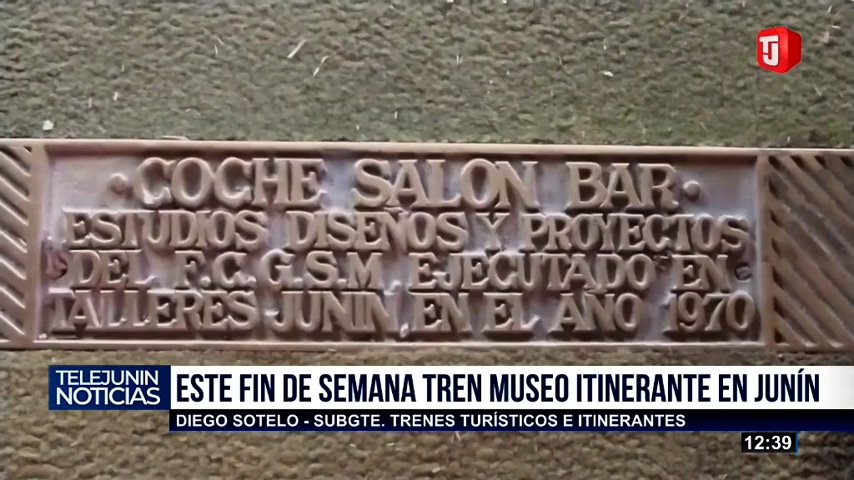 TJ
·COCHE SALON BAR·
ESTUDIOS DISEÑOS Y PROYECTOS
DEL F.C.G.S.M. EJECUTADO EN
TALLERES JUNIN, EN EL AÑO 1970
TELEJUNIN NOTICIAS
ESTE FIN DE SEMANA TREN MUSEO ITINERANTE EN JUNÍN
DIEGO SOTELO - SUBGTE. TRENES TURÍSTICOS E ITINERANTES
12:39